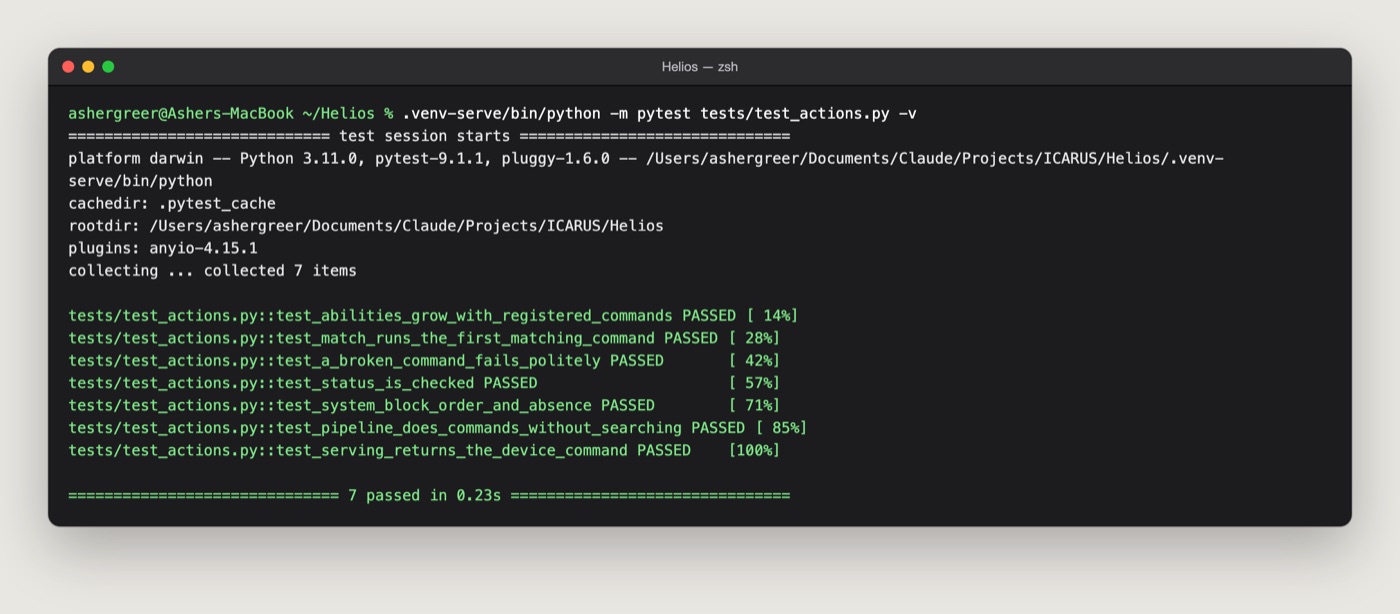 Helios — zsh
ashergreer@Ashers-MacBook ~/Helios % .venv-serve/bin/python -m pytest tests/test_actions.py -v
============================= test session starts ==============================
platform darwin -- Python 3.11.0, pytest-9.1.1, pluggy-1.6.0 -- /Users/ashergreer/Documents/Claude/Projects/ICARUS/Helios/.venv-
serve/bin/python
cachedir: .pytest_cache
rootdir: /Users/ashergreer/Documents/Claude/Projects/ICARUS/Helios
plugins: anyio-4.15.1
collecting ... collected 7 items
tests/test_actions.py::test_abilities_grow_with_registered_commands PASSED [ 14%]
tests/test_actions.py::test_match_runs_the_first_matching_command PASSED [ 28%]
tests/test_actions.py::test_a_broken_command_fails_politely PASSED       [ 42%]
tests/test_actions.py::test_status_is_checked PASSED                     [ 57%]
tests/test_actions.py::test_system_block_order_and_absence PASSED        [ 71%]
tests/test_actions.py::test_pipeline_does_commands_without_searching PASSED [ 85%]
tests/test_actions.py::test_serving_returns_the_device_command PASSED    [100%]
============================== 7 passed in 0.23s ===============================